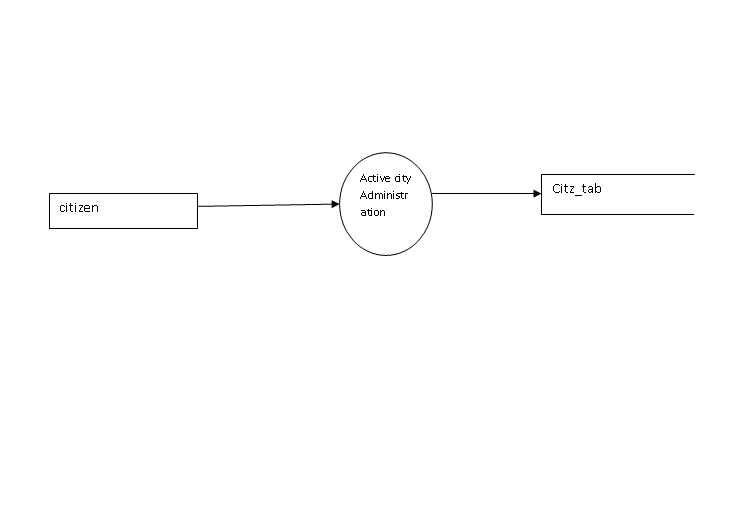 citizen
Active city
Administr
ation
Citz_tab